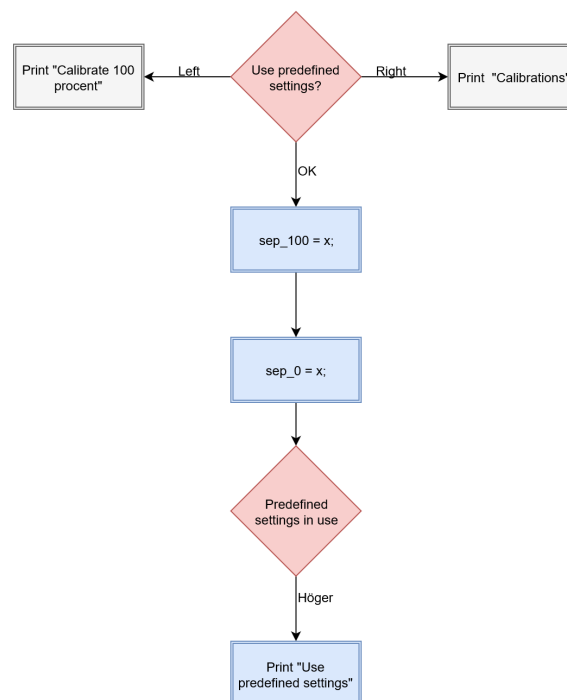 Print "Calibrate 100
procent"
Left
Use predefined
settings?
Right
Print "Calibrations"
OK
sep_100 = x;
sep_0 = x;
Predefined
settings in use
Höger
Print "Use
predefined settings"